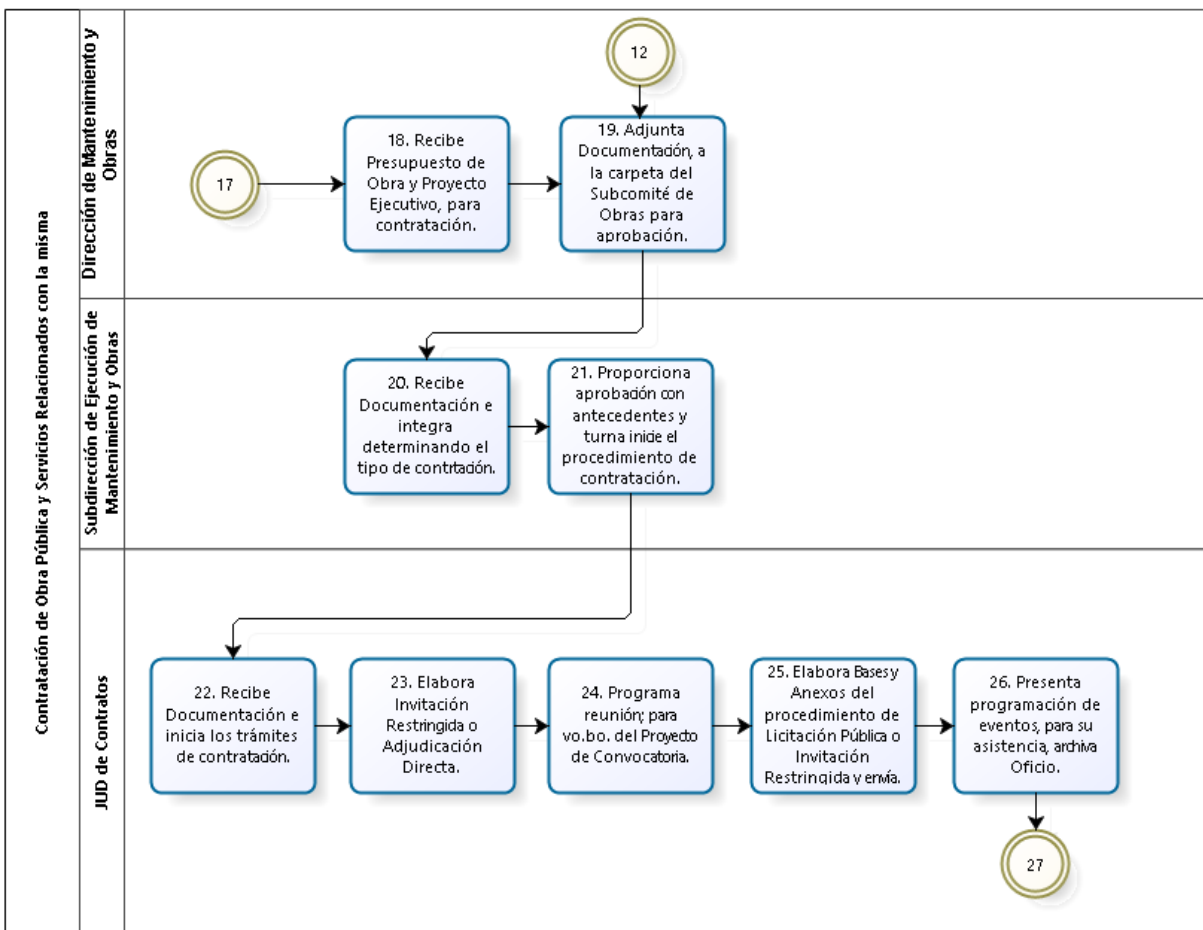 Contratación de Obra Pública y Servicios Relacionados con la misma
Dirección de Mantenimiento y
Obras
12
17
18. Recibe
Presupuesto de
Obra y Proyecto
Ejecutivo, para
contratación.
19. Adjunta
Documentación, a
la carpeta del
Subcomité de
Obras para
aprobación.
Subdirección de Ejecución de
Mantenimiento y Obras
20. Recibe
Documentación e
integra
determinando el
tipo de contrtación.
21. Proporciona
aprobación con
antecedentes y
turna inicie el
procedimiento de
contratación.
JUD de Contratos
22. Recibe
Documentación e
inicia los trámites
de contratación.
23. Elabora
Invitación
Restringida o
Adjudicación
Directa.
24. Programa
reunión; para
vo.bo. del Proyecto
de Convocatoria.
25. Elabora Bases y
Anexos del
procedimiento de
Licitación Pública o
Invitación
Restringida y envía.
26. Presenta
programación de
eventos, para su
asistencia, archiva
Oficio.
27